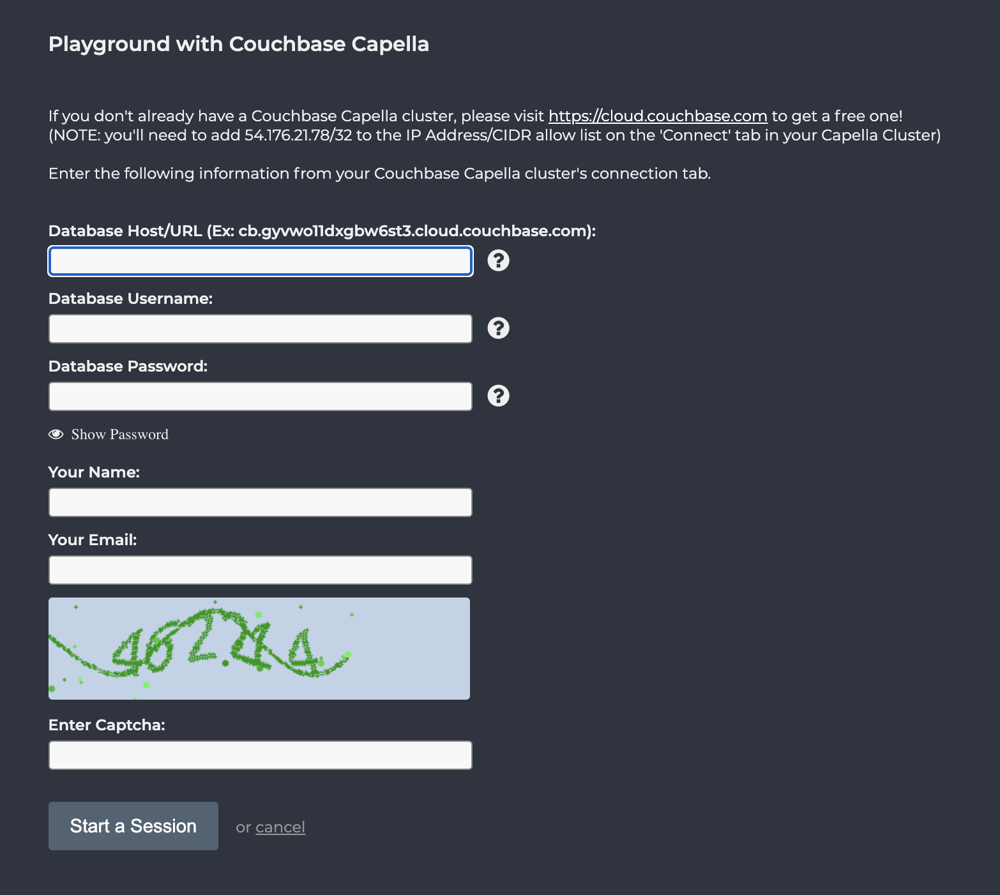 Playground with Couchbase Capella
If you don't already have a Couchbase Capella cluster, please visit https://cloud.couchbase.com to get a free one!
(NOTE: you'll need to add 54.176.21.78/32 to the IP Address/CIDR allow list on the 'Connect' tab in your Capella Cluster)
Enter the following information from your Couchbase Capella cluster's connection tab.
Database Host/URL (Ex: cb.gyvwo11dxgbw6st3.cloud.couchbase.com):
?
Database Username:
?
Database Password:
?
Show Password
Your Name:
Your Email:
Enter Captcha:
Start a Session or cancel